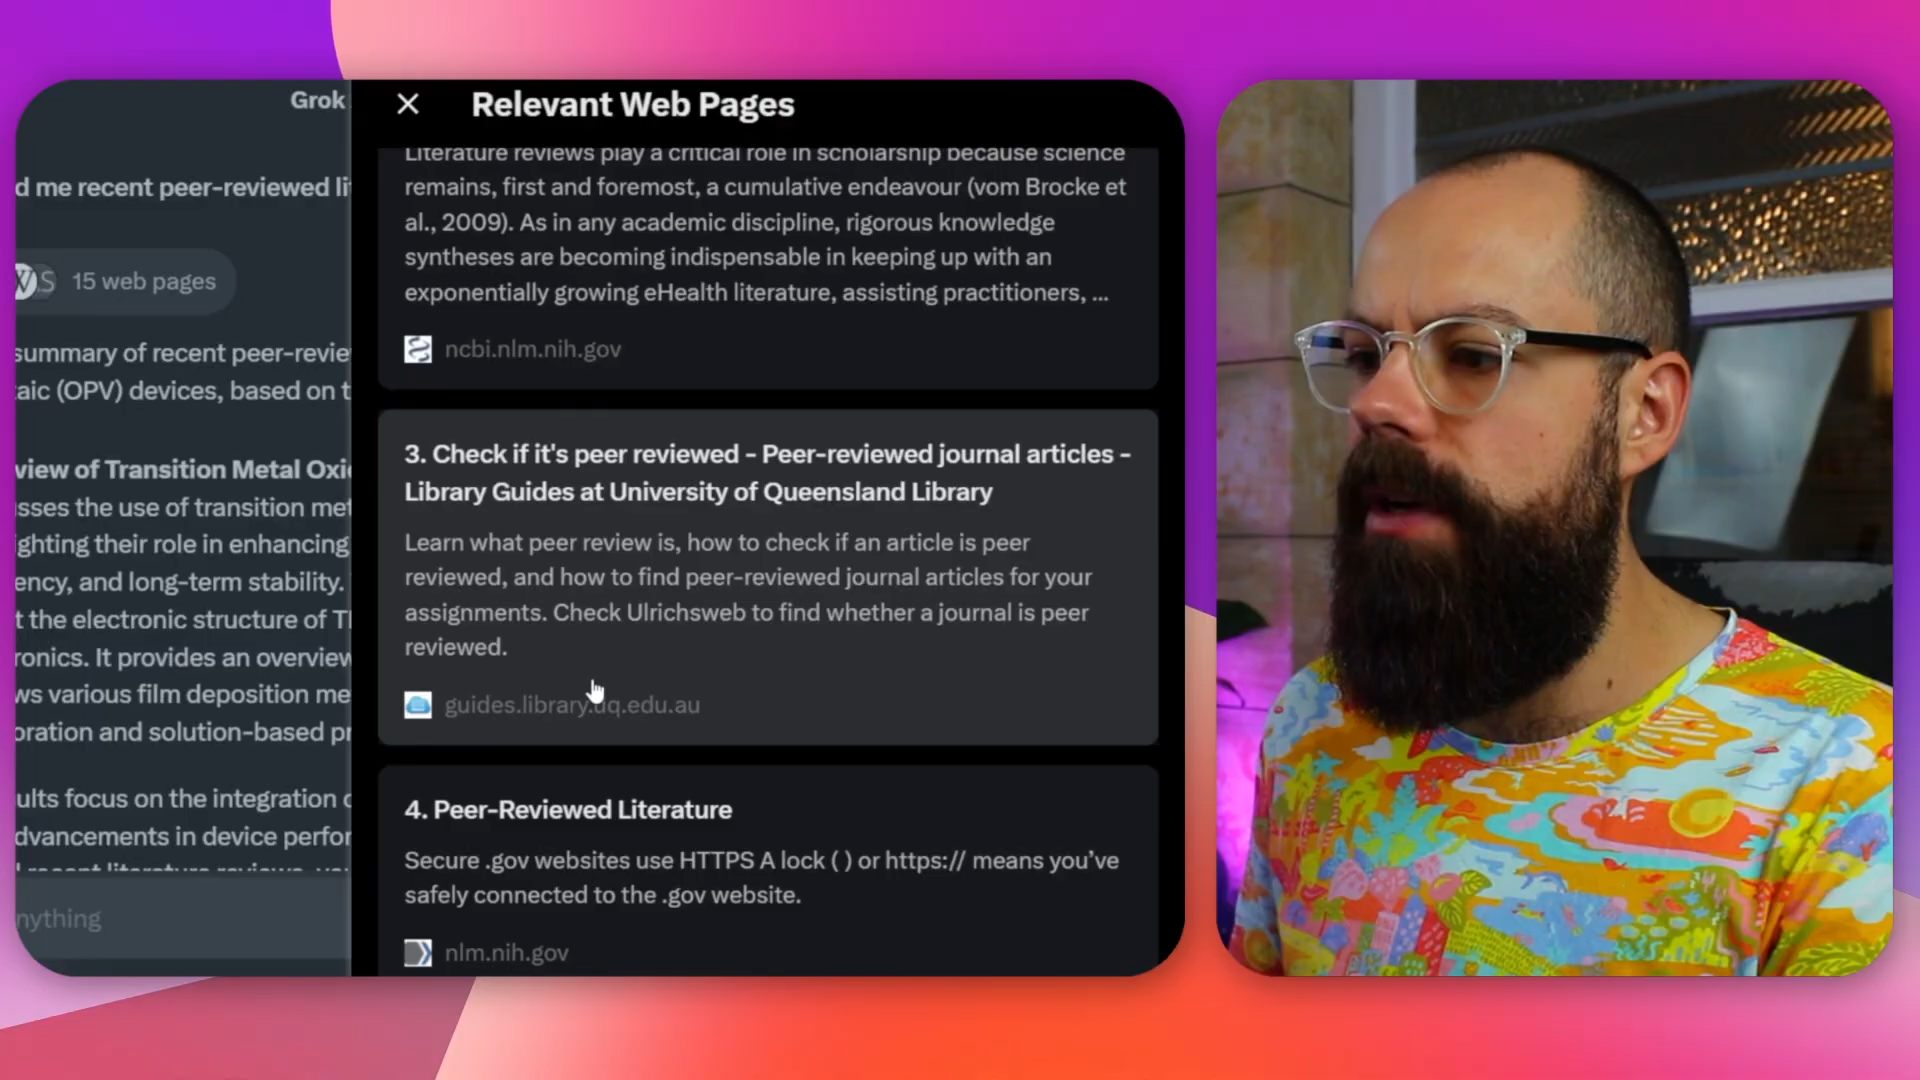 Grok
d me recent peer-reviewed li
15 web pages
summary of recent peer-revie
aic (OPV) devices, based on t
view of Transition Metal Oxi
sses the use of transition met
ghting their role in enhancing
ency, and long-term stability.
t the electronic structure of T
ronics. It provides an overview
ws various film deposition me
oration and solution-based pr
ults focus on the integration
dvancements in device perfor
nything
Relevant Web Pages
Literature reviews play a critical role in scholarship because science
remains, first and foremost, a cumulative endeavour (vom Brocke et
al., 2009). As in any academic discipline, rigorous knowledge
syntheses are becoming indispensable in keeping up with an
exponentially growing eHealth literature, assisting practitioners, ...
ncbi.nlm.nih.gov
3. Check if it's peer reviewed - Peer-reviewed journal articles -
Library Guides at University of Queensland Library
Learn what peer review is, how to check if an article is peer
reviewed, and how to find peer-reviewed journal articles for your
assignments. Check Ulrichsweb to find whether a journal is peer
reviewed.
guides.library.uq.edu.au
4. Peer-Reviewed Literature
Secure .gov websites use HTTPS A lock ( ) or https:// means you've
safely connected to the .gov website.
nlm.nih.gov